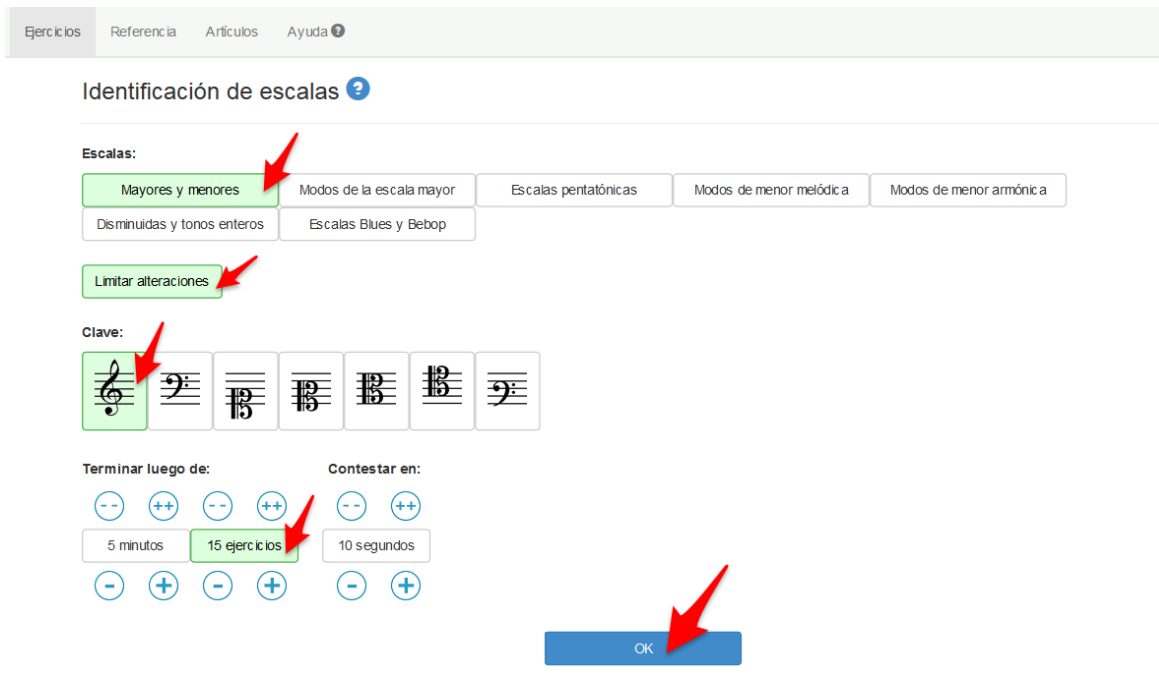 Ejercicios Referencia Artículos Ayuda ?
Identificación de escalas ?
Escalas:
Mayores y menores Modos de la escala mayor Escalas pentatónicas Modos de menor melódica Modos de menor armónica
Disminuidas y tonos enteros Escalas Blues y Bebop
Limitar alteraciones
Clave:
Terminar luego de: Contestar en:
-- ++ -- ++ -- ++
5 minutos 15 ejercicios 10 segundos
- + - + - +
OK